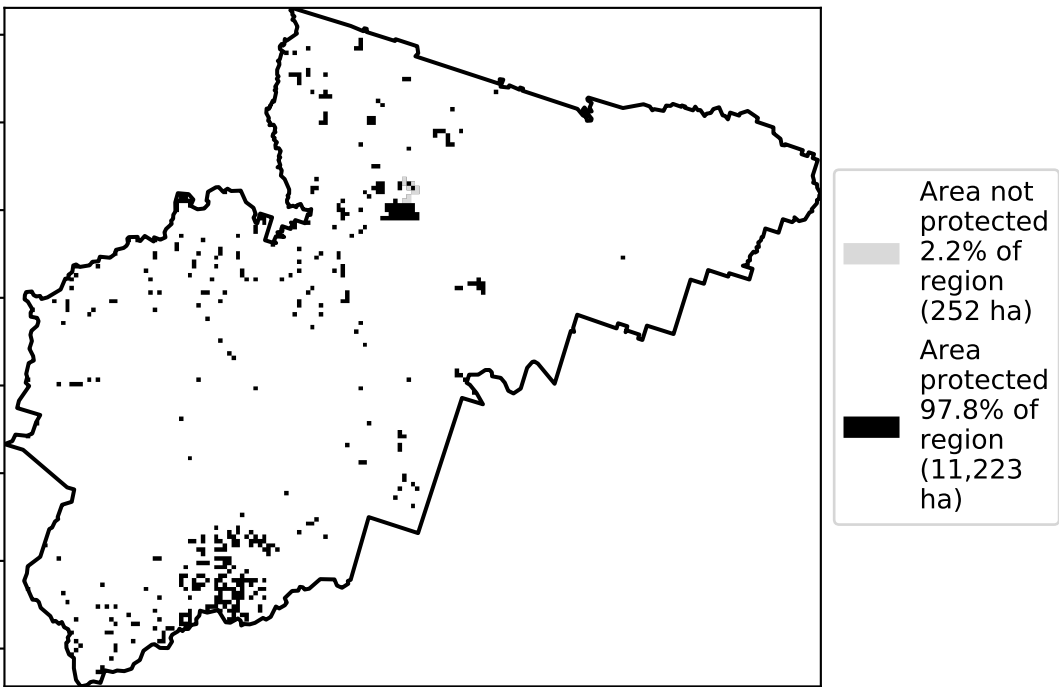 Area not
protected
2.2% of
region
(252 ha)
Area
protected
97.8% of
region
(11,223
ha)